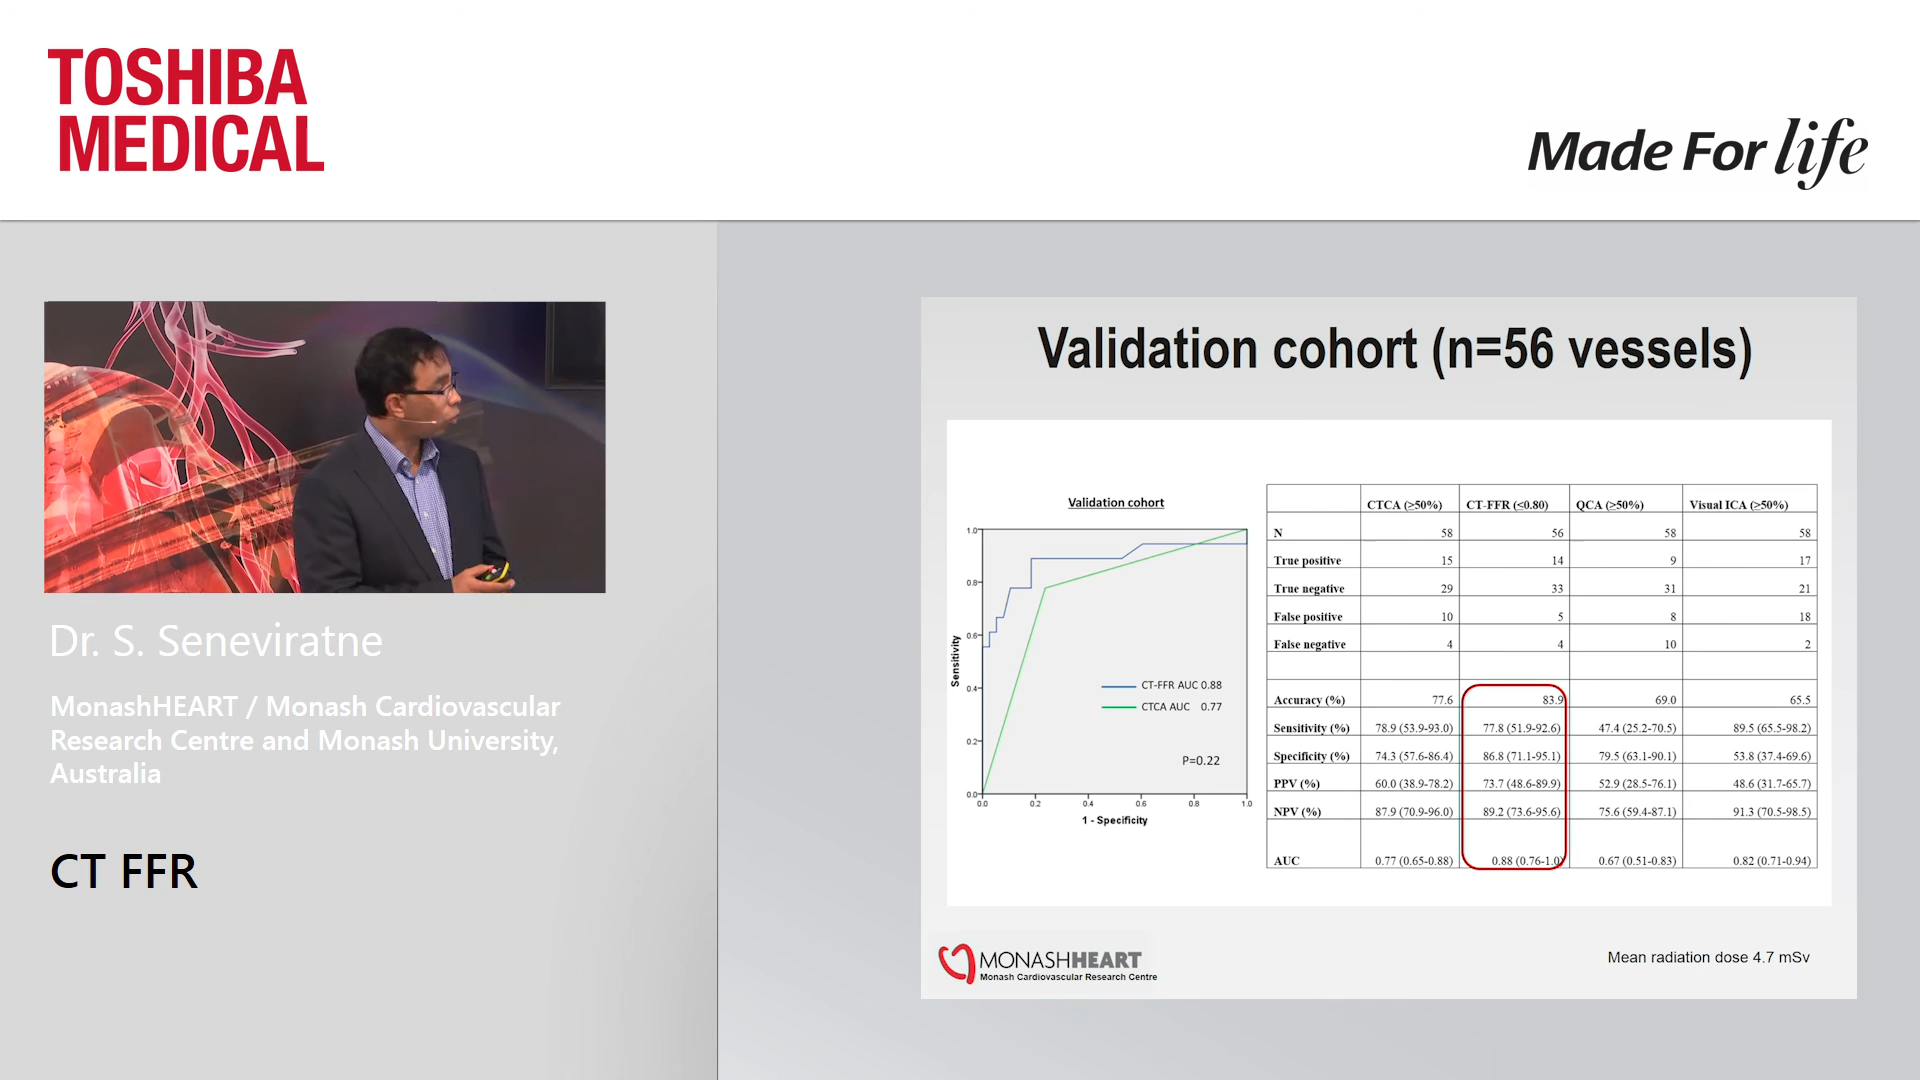 TOSHIBA
MEDICAL
Made For life
Dr. S. Seneviratne
MonashHEART / Monash Cardiovascular
Research Centre and Monash University,
Australia
CT FFR
Validation cohort (n=56 vessels)
Validation cohort
Sensitivity
1.0
0.8
0.6
0.4
0.2
0.0
0.0 0.2 0.4 0.6 0.8 1.0
1 - Specificity
CT-FFR AUC 0.88
CTCA AUC 0.77
P=0.22
CTCA (≥50%) CT-FFR (≤0.80) QCA (≥50%) Visual ICA (≥50%)
N 58 56 58 58
True positive 15 14 9 17
True negative 29 33 31 21
False positive 10 5 8 18
False negative 4 4 10 2
Accuracy (%) 77.6 83.9 69.0 65.5
Sensitivity (%) 78.9 (53.9-93.0) 77.8 (51.9-92.6) 47.4 (25.2-70.5) 89.5 (65.5-98.2)
Specificity (%) 74.3 (57.6-86.4) 86.8 (71.1-95.1) 79.5 (63.1-90.1) 53.8 (37.4-69.6)
PPV (%) 60.0 (38.9-78.2) 73.7 (48.6-89.9) 52.9 (28.5-76.1) 48.6 (31.7-65.7)
NPV (%) 87.9 (70.9-96.0) 89.2 (73.6-95.6) 75.6 (59.4-87.1) 91.3 (70.5-98.5)
AUC 0.77 (0.65-0.88) 0.88 (0.76-1.0) 0.67 (0.51-0.83) 0.82 (0.71-0.94)
MONASHHEART
Monash Cardiovascular Research Centre
Mean radiation dose 4.7 mSv